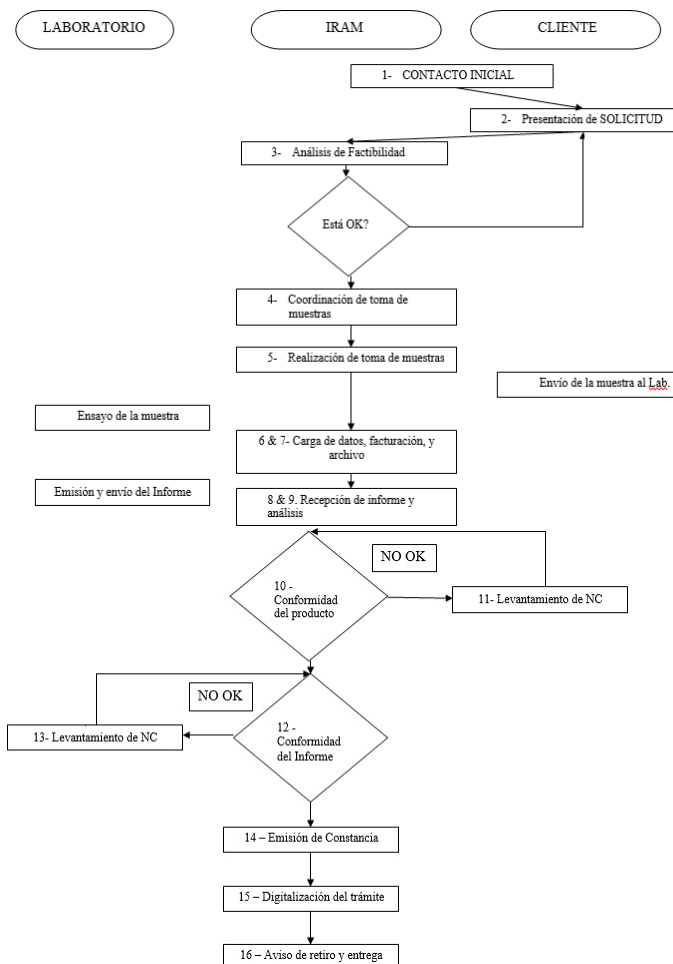 LABORATORIO
IRAM
CLIENTE
1- CONTACTO INICIAL
2- Presentación de SOLICITUD
3- Análisis de Factibilidad
Está OK?
4- Coordinación de toma de
muestras
5- Realización de toma de muestras
Envío de la muestra al Lab.
Ensayo de la muestra
6 & 7- Carga de datos, facturación, y
archivo
Emisión y envío del Informe
8 & 9. Recepción de informe y
análisis
NO OK
10 -
Conformidad
del producto
11- Levantamiento de NC
NO OK
12 -
Conformidad
del Informe
13- Levantamiento de NC
14 – Emisión de Constancia
15 – Digitalización del trámite
16 – Aviso de retiro y entrega